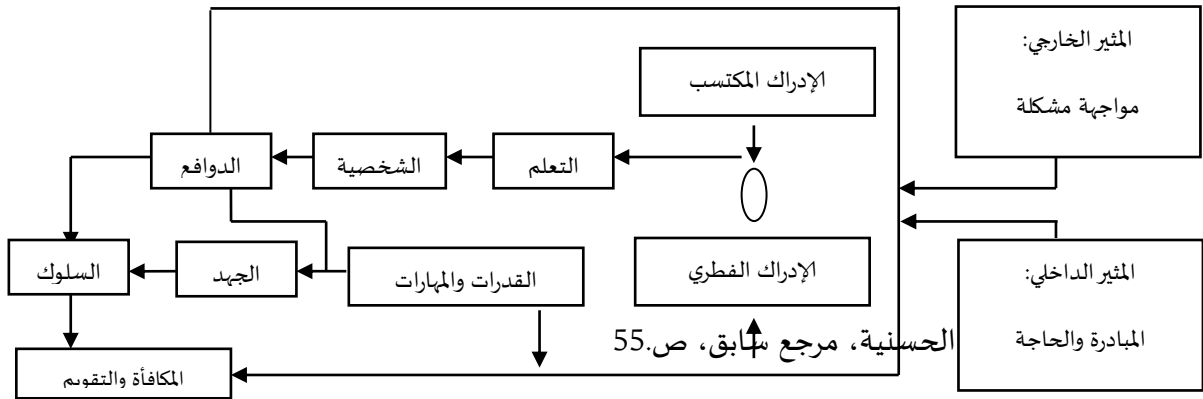 المثير الخارجي:
مواجهة مشكلة
الإدراك المكتسب
الدوافع
الشخصية
التعلم
السلوك
الجهد
القدرات والمهارات
الإدراك الفطري
المثير الداخلي:
المبادرة والحاجة
الحسنية، مرجع سابق، ص.55
المكافأة والتقويم